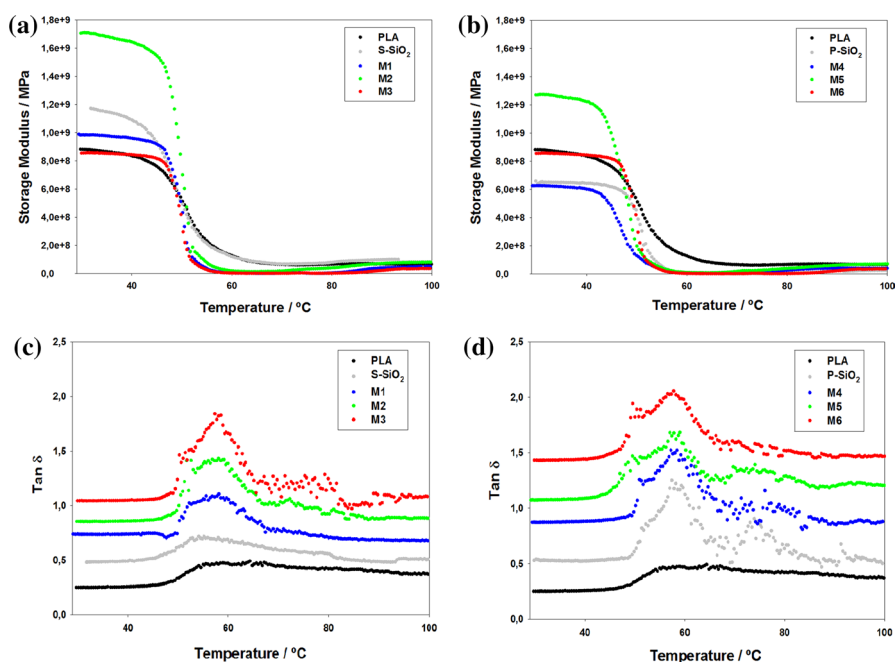 (a)
Storage Modulus / MPa
1,8e+9
1,6e+9
1,4e+9
1,2e+9
1,0e+9
8,0e+8
6,0e+8
4,0e+8
2,0e+8
0,0
40
60
80
100
Temperature / ºC
PLA
S-SiO₂
M1
M2
M3
(b)
Storage Modulus / MPa
1,8e+9
1,6e+9
1,4e+9
1,2e+9
1,0e+9
8,0e+8
6,0e+8
4,0e+8
2,0e+8
0,0
40
60
80
100
Temperature / ºC
PLA
P-SiO₂
M4
M5
M6
(c)
Tan δ
2,5
2,0
1,5
1,0
0,5
0,0
40
60
80
100
Temperature / ºC
PLA
S-SiO₂
M1
M2
M3
(d)
Tan δ
2,5
2,0
1,5
1,0
0,5
0,0
40
60
80
100
Temperature / ºC
PLA
P-SiO₂
M4
M5
M6